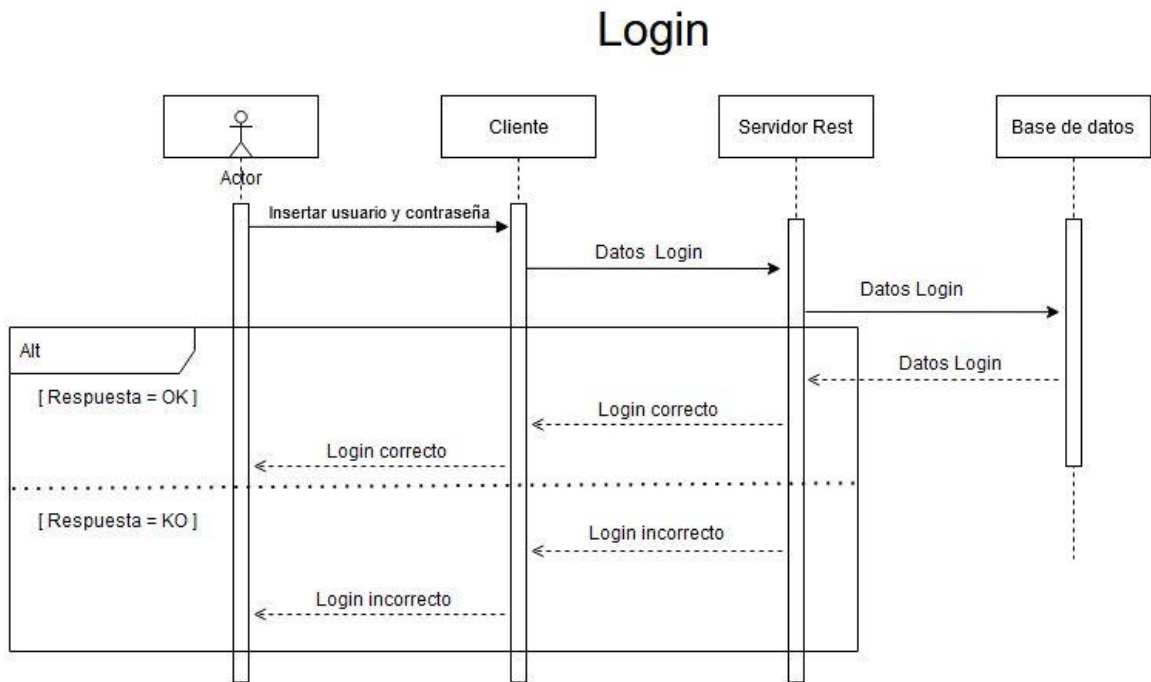 Login
Actor
Cliente
Servidor Rest
Base de datos
Insertar usuario y contraseña
Datos Login
Datos Login
Alt
Datos Login
[ Respuesta = OK ]
Login correcto
Login correcto
[ Respuesta = KO ]
Login incorrecto
Login incorrecto